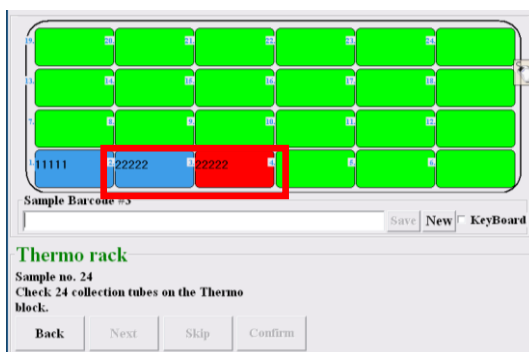 19. 20. 21. 22. 23. 24.
13. 14. 15. 16. 17. 18.
7. 8. 9. 10. 11. 12.
1. 11111 2. 22222 3. 22222 4. 5. 6.
Sample Barcode #3
Save New KeyBoard
Thermo rack
Sample no. 24
Check 24 collection tubes on the Thermo
block.
Back Next Skip Confirm